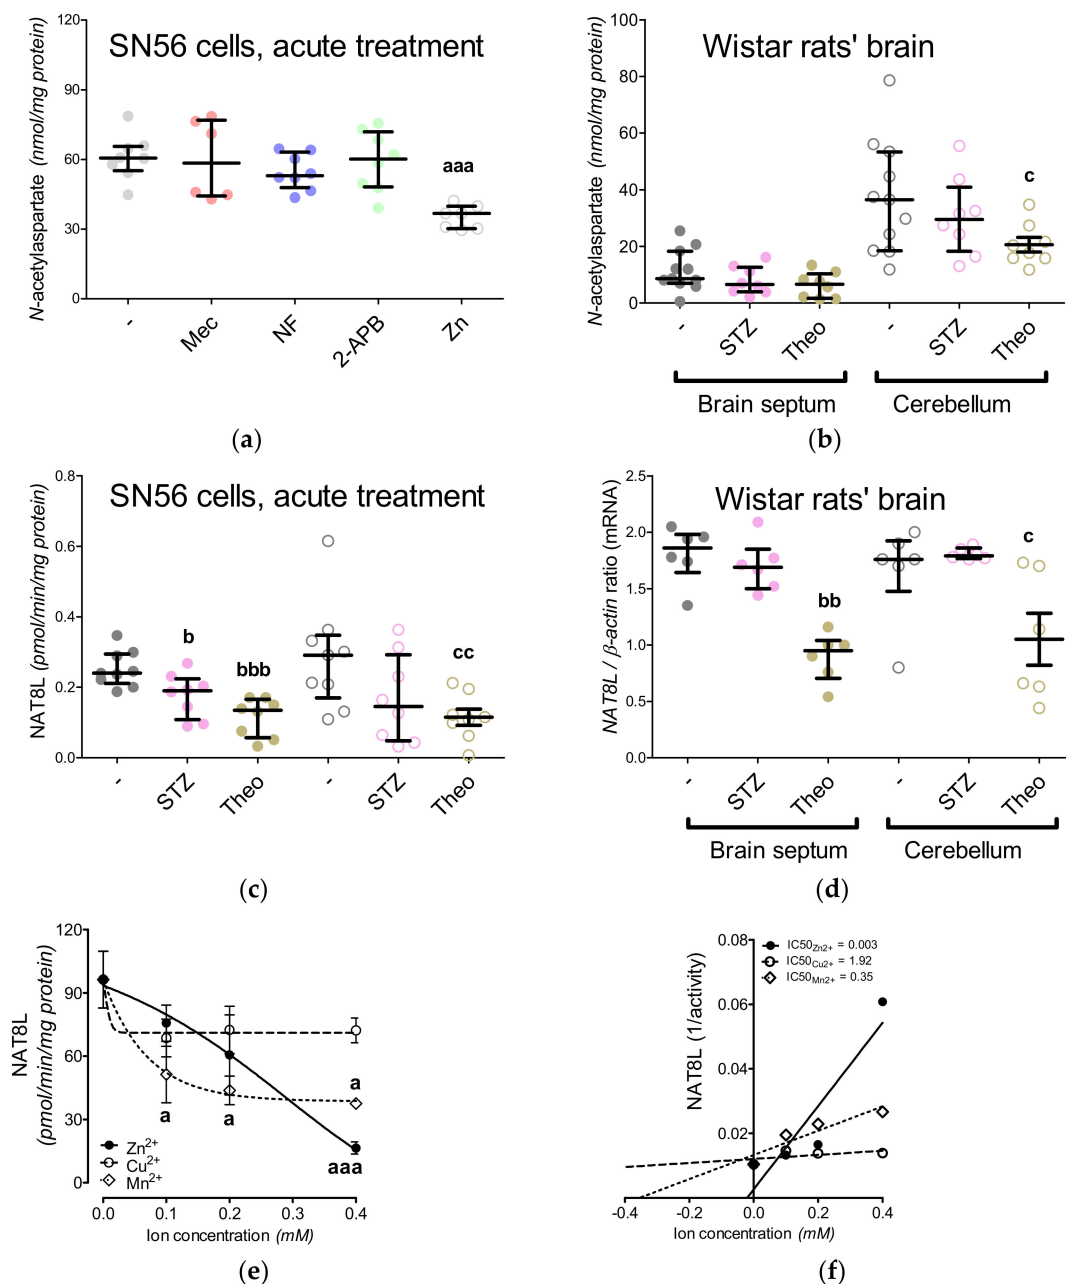 SN56 cells, acute treatment
N-acetylaspartate (nmol/mg protein)
120
90
60
30
0
aaa
-
Mec
NF
2-APB
Zn
(a)
Wistar rats' brain
N-acetylaspartate (nmol/mg protein)
100
80
60
40
20
0
c
-
STZ
Theo
-
STZ
Theo
Brain septum
Cerebellum
(b)
SN56 cells, acute treatment
NAT8L (pmol/min/mg protein)
0.8
0.6
0.4
0.2
0.0
b
bbb
cc
-
STZ
Theo
-
STZ
Theo
(c)
Wistar rats' brain
NAT8L / β-actin ratio (mRNA)
2.5
2.0
1.5
1.0
0.5
0.0
bb
c
-
STZ
Theo
-
STZ
Theo
Brain septum
Cerebellum
(d)
NAT8L
(pmol/min/mg protein)
120
90
60
30
0
a
a
a
aaa
Zn2+
Cu2+
Mn2+
0.0
0.1
0.2
0.3
0.4
Ion concentration (mM)
(e)
NAT8L (1/activity)
0.08
0.06
0.04
0.02
IC50Zn2+ = 0.003
IC50Cu2+ = 1.92
IC50Mn2+ = 0.35
-0.4
-0.2
0.0
0.2
0.4
Ion concentration (mM)
(f)